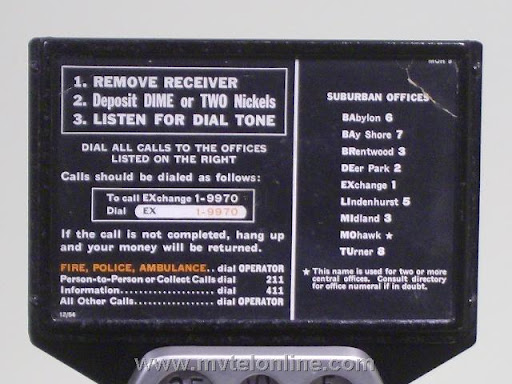 1. REMOVE RECEIVER
2. Deposit DIME or TWO Nickels
3. LISTEN FOR DIAL TONE
DIAL ALL CALLS TO THE OFFICES
LISTED ON THE RIGHT
Calls should be dialed as follows:
To call EXchange 1-9970
Dial EX 1-9970
If the call is not completed, hang up
and your money will be returned.
FIRE, POLICE, AMBULANCE.. dial OPERATOR
Person-to-Person or Collect Calls dial 211
Information.................... dial 411
All Other Calls................ dial OPERATOR
12/54
SUBURBAN OFFICES
BAbylon 6
BAy Shore 7
BRentwood 3
DEer Park 2
EXchange 1
LIndenhurst 5
MIdland 3
MOhawk ★
TUrner 8
★ This name is used for two or more
central offices. Consult directory
for office numeral if in doubt.
www.mytelonline.com